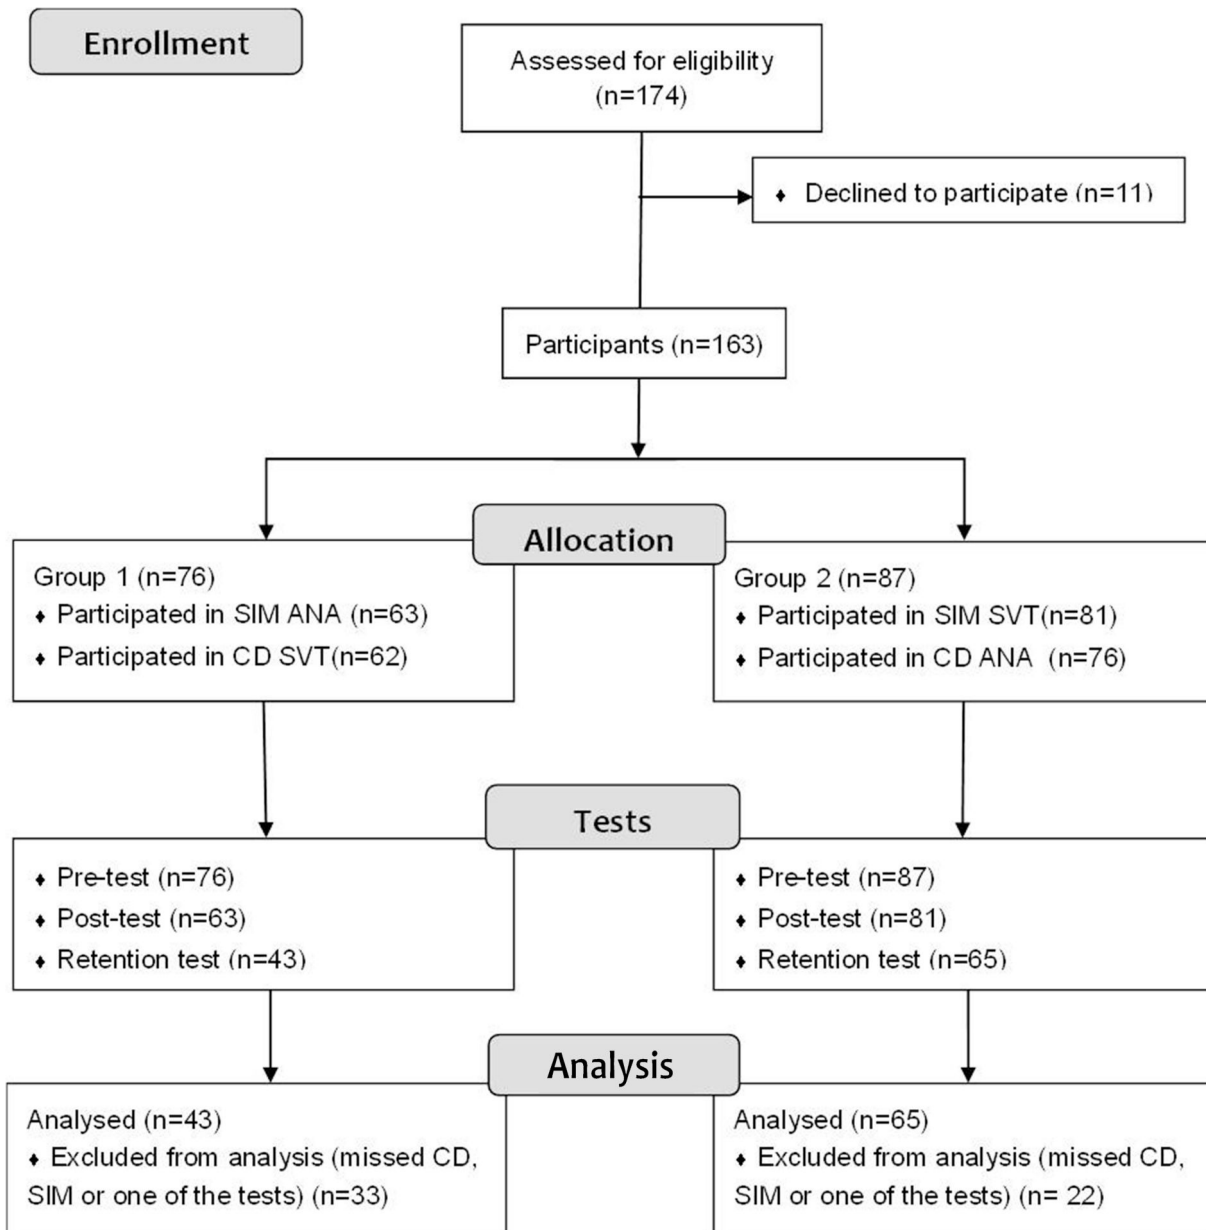 Enrollment
Assessed for eligibility
(n=174)
♦ Declined to participate (n=11)
Participants (n=163)
Allocation
Group 1 (n=76)
♦ Participated in SIM ANA (n=63)
♦ Participated in CD SVT(n=62)
Group 2 (n=87)
♦ Participated in SIM SVT(n=81)
♦ Participated in CD ANA (n=76)
Tests
♦ Pre-test (n=76)
♦ Post-test (n=63)
♦ Retention test (n=43)
♦ Pre-test (n=87)
♦ Post-test (n=81)
♦ Retention test (n=65)
Analysis
Analysed (n=43)
♦ Excluded from analysis (missed CD,
SIM or one of the tests) (n=33)
Analysed (n=65)
♦ Excluded from analysis (missed CD,
SIM or one of the tests) (n= 22)